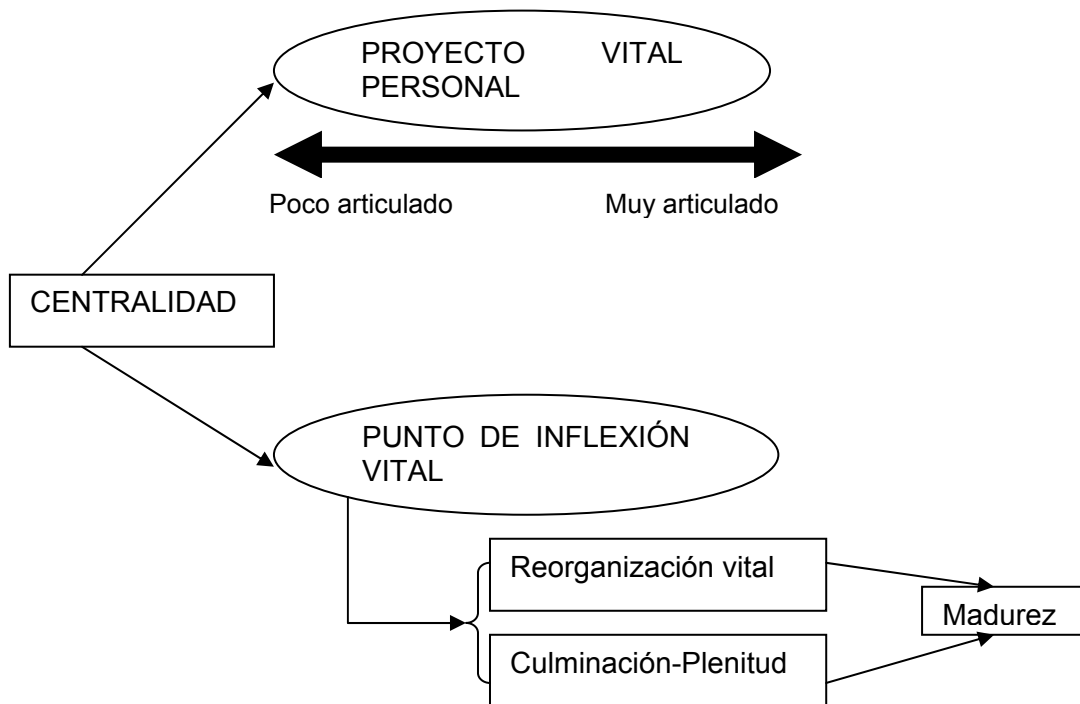 PROYECTO VITAL
PERSONAL
Poco articulado Muy articulado
CENTRALIDAD
PUNTO DE INFLEXIÓN
VITAL
Reorganización vital
Madurez
Culminación-Plenitud